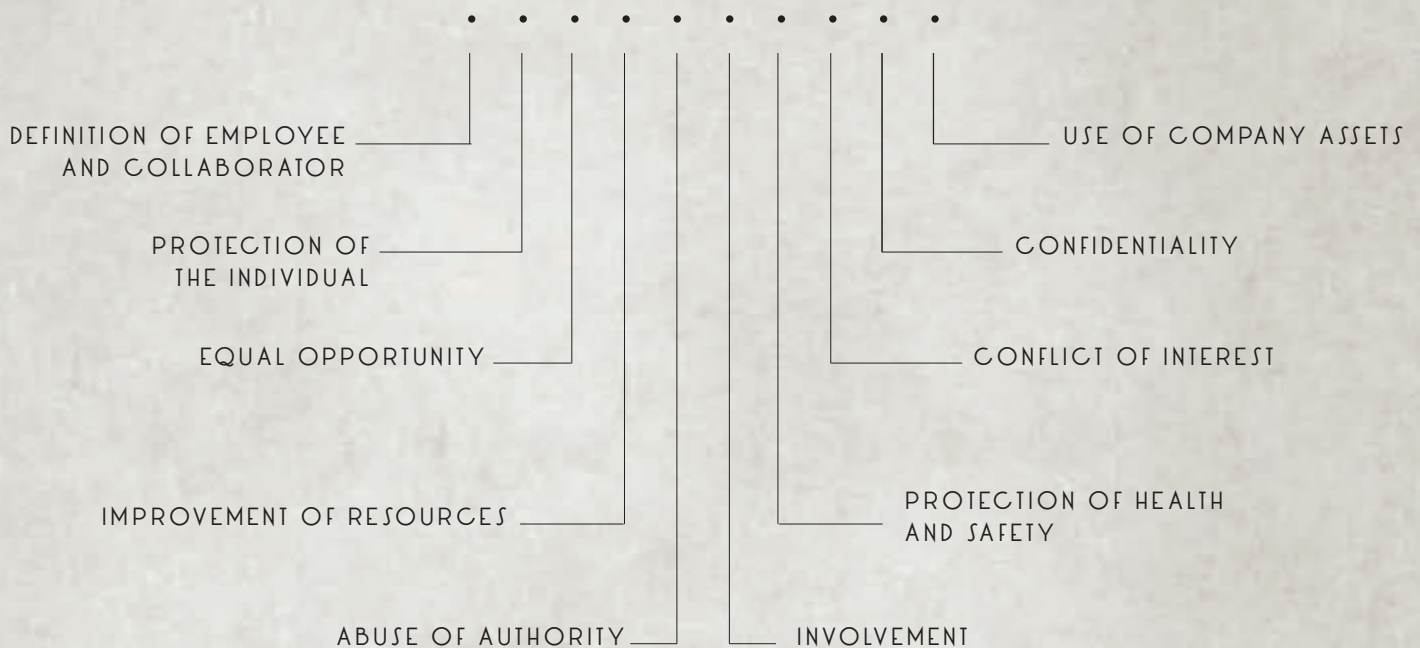 DEFINITION OF EMPLOYEE
AND COLLABORATOR
PROTECTION OF
THE INDIVIDUAL
EQUAL OPPORTUNITY
IMPROVEMENT OF RESOURCES
ABUSE OF AUTHORITY
INVOLVEMENT
PROTECTION OF HEALTH
AND SAFETY
CONFLICT OF INTEREST
CONFIDENTIALITY
USE OF COMPANY ASSETS